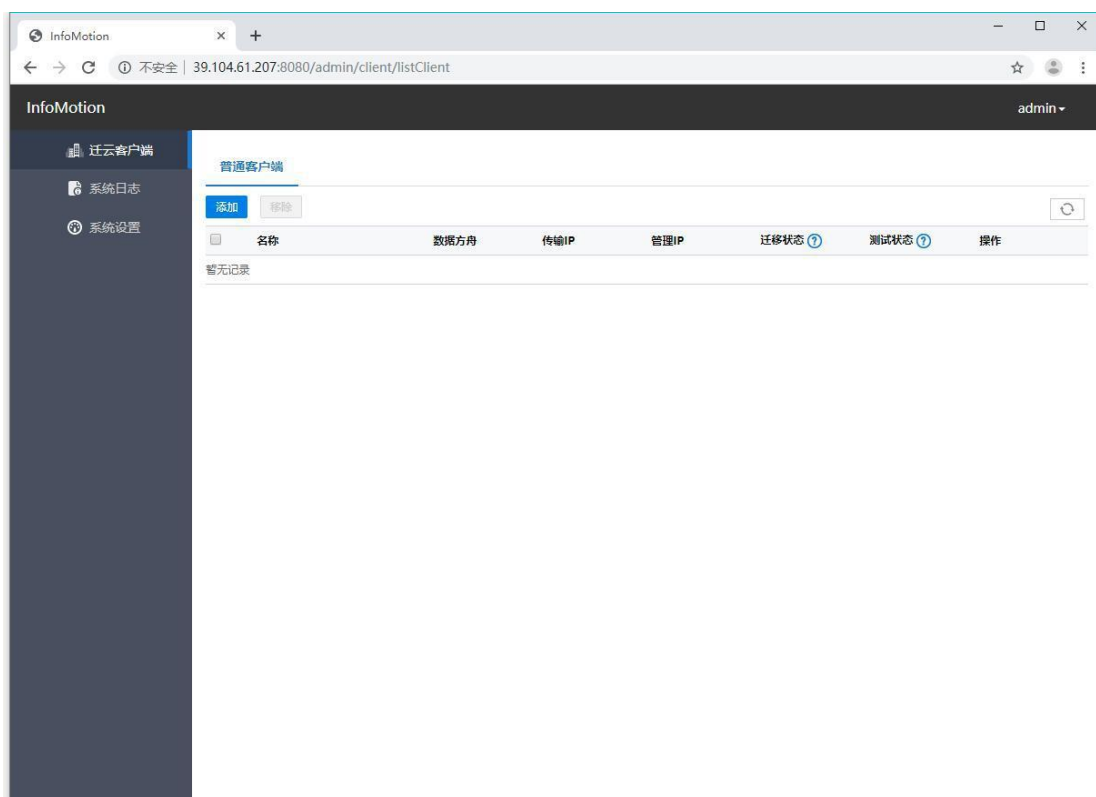 InfoMotion
不安全 | 39.104.61.207:8080/admin/client/listClient
InfoMotion admin
迁云客户端
系统日志
系统设置
普通客户端
添加 移除
名称 数据方舟 传输IP 管理IP 迁移状态 ? 测试状态 ? 操作
暂无记录